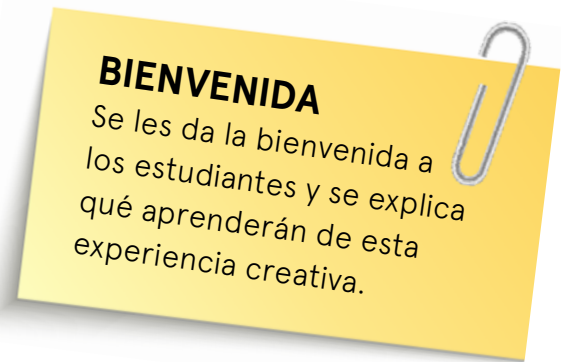 BIENVENIDA
Se les da la bienvenida a
los estudiantes y se explica
qué aprenderán de esta
experiencia creativa.